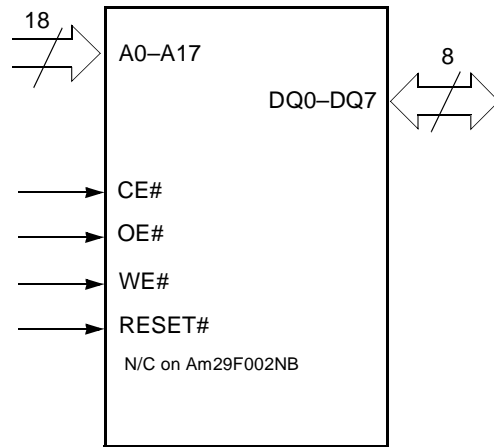 18
A0–A17
8
DQ0–DQ7
CE#
OE#
WE#
RESET#
N/C on Am29F002NB